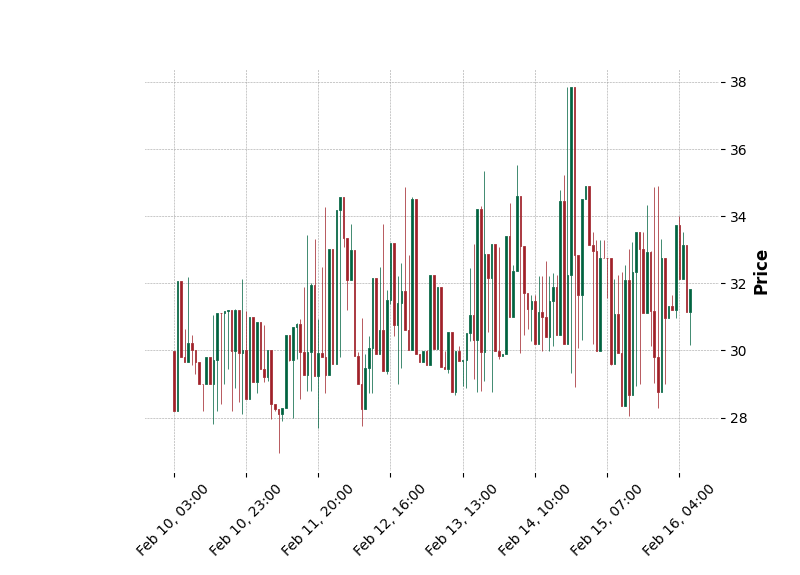 38
36
34
32
30
28
Price
Feb 10, 03:00
Feb 10, 23:00
Feb 11, 20:00
Feb 12, 16:00
Feb 13, 13:00
Feb 14, 10:00
Feb 15, 07:00
Feb 16, 04:00